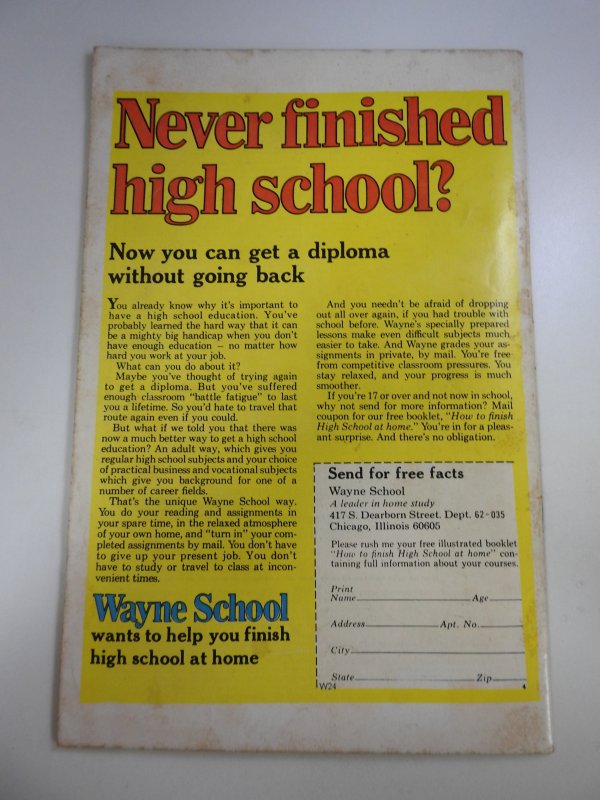 Never finished
high school?
Now you can get a diploma
without going back
You already know why it's important to
have a high school education. You've
probably learned the hard way that it can
be a mighty big handicap when you don't
have enough education – no matter how
hard you work at your job.
What can you do about it?
Maybe you've thought of trying again
to get a diploma. But you've suffered
enough classroom "battle fatigue" to last
you a lifetime. So you'd hate to travel that
route again even if you could.
But what if we told you that there was
now a much better way to get a high school
education? An adult way, which gives you
regular high school subjects and your choice
of practical business and vocational subjects
which give you background for one of a
number of career fields.
That's the unique Wayne School way.
You do your reading and assignments in
your spare time, in the relaxed atmosphere
of your own home, and "turn in" your com-
pleted assignments by mail. You don't have
to give up your present job. You don't
have to study or travel to class at incon-
venient times.
Wayne School
wants to help you finish
high school at home
And you needn't be afraid of dropping
out all over again, if you had trouble with
school before. Wayne's specially prepared
lessons make even difficult subjects much
easier to take. And Wayne grades your as-
signments in private, by mail. You're free
from competitive classroom pressures. You
stay relaxed, and your progress is much
smoother.
If you're 17 or over and not now in school,
why not send for more information? Mail
coupon for our free booklet, "How to finish
High School at home." You're in for a pleas-
ant surprise. And there's no obligation.
Send for free facts
Wayne School
A leader in home study
417 S. Dearborn Street. Dept. 62-035
Chicago, Illinois 60605
Please rush me your free illustrated booklet
"How to finish High School at home" con-
taining full information about your courses.
Print
Name Age
Address Apt. No.
City
State Zip
W24 4